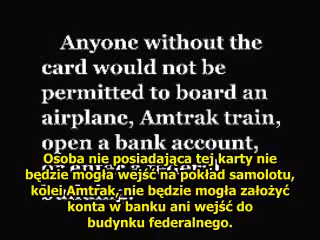 Anyone without the
card would not be
permitted to board an
airplane, Amtrak train,
open a bank account,
Osoba nie posiadająca tej karty nie
będzie mogła wejść na pokład samolotu,
kolei Amtrak, nie będzie mogła założyć
konta w banku ani wejść do
budynku federalnego.